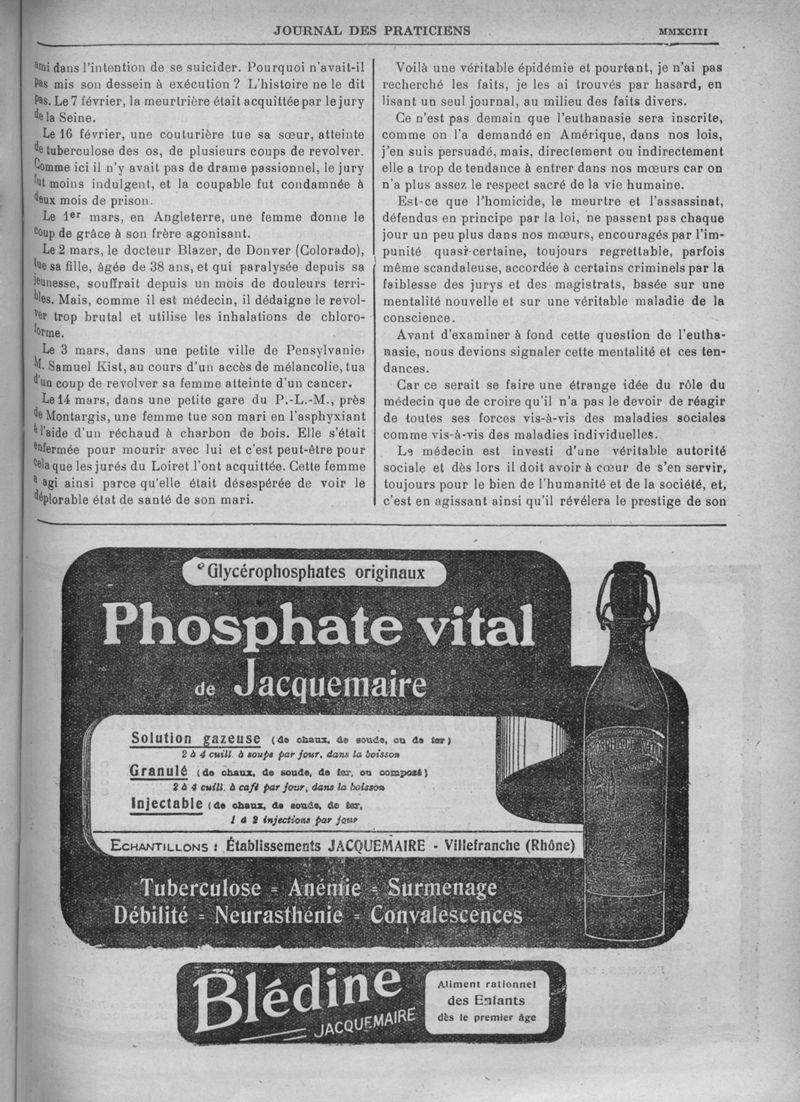 JOURNAL DES PRATICIENS
MMXCIII
ami dans l'intention de se suicider. Pourquoi n'avait-il
pas mis son dessein à exécution ? L'histoire ne le dit
pas. Le 7 février, la meurtrière était acquittée par le jury
de la Seine.
Le 16 février, une couturière tue sa sœur, atteinte
de tuberculose des os, de plusieurs coups de revolver.
Comme ici il n'y avait pas de drame passionnel, le jury
fut moins indulgent, et la coupable fut condamnée à
deux mois de prison.
Le 1er mars, en Angleterre, une femme donne le
coup de grâce à son frère agonisant.
Le 2 mars, le docteur Blazer, de Donver (Colorado),
tue sa fille, âgée de 38 ans, et qui paralysée depuis sa
jeunesse, souffrait depuis un mois de douleurs terri-
bles. Mais, comme il est médecin, il dédaigne le revol-
ver trop brutal et utilise les inhalations de chloro-
forme.
Le 3 mars, dans une petite ville de Pensylvanie,
M. Samuel Kist, au cours d'un accès de mélancolie, tua
d'un coup de revolver sa femme atteinte d'un cancer.
Le 14 mars, dans une petite gare du P.-L.-M., près
de Montargis, une femme tue son mari en l'asphyxiant
à l'aide d'un réchaud à charbon de bois. Elle s'était
enfermée pour mourir avec lui et c'est peut-être pour
cela que les jurés du Loiret l'ont acquittée. Cette femme
a agi ainsi parce qu'elle était désespérée de voir le
déplorable état de santé de son mari.
Voilà une véritable épidémie et pourtant, je n'ai pas
recherché les faits, je les ai trouvés par hasard, en
lisant un seul journal, au milieu des faits divers.
Ce n'est pas demain que l'euthanasie sera inscrite,
comme on l'a demandé en Amérique, dans nos lois,
j'en suis persuadé, mais, directement ou indirectement
elle a trop de tendance à entrer dans nos mœurs car on
n'a plus assez le respect sacré de la vie humaine.
Est-ce que l'homicide, le meurtre et l'assassinat,
défendus en principe par la loi, ne passent pas chaque
jour un peu plus dans nos mœurs, encouragés par l'im-
punité quasi-certaine, toujours regrettable, parfois
même scandaleuse, accordée à certains criminels par la
faiblesse des jurys et des magistrats, basée sur une
mentalité nouvelle et sur une véritable maladie de la
conscience.
Avant d'examiner à fond cette question de l'eutha-
nasie, nous devions signaler cette mentalité et ces ten-
dances.
Car ce serait se faire une étrange idée du rôle du
médecin que de croire qu'il n'a pas le devoir de réagir
de toutes ses forces vis-à-vis des maladies sociales
comme vis-à-vis des maladies individuelles.
Le médecin est investi d'une véritable autorité
sociale et dès lors il doit avoir à cœur de s'en servir,
toujours pour le bien de l'humanité et de la société, et,
c'est en agissant ainsi qu'il révélera le prestige de son
Glycérophosphates originaux
Phosphate vital
de Jacquemaire
Solution gazeuse (de chaux, de soude, ou de fer)
2 à 4 cuill. à soupe par jour, dans la boisson
Granulé (de chaux, de soude, de fer, ou composé)
2 à 4 cuill. à café par jour, dans la boisson
Injectable (de chaux, de soude, de fer,
1 à 2 injections par jour
ECHANTILLONS : Établissements JACQUEMAIRE - Villefranche (Rhône)
Tuberculose = Anémie = Surmenage
Débilité = Neurasthénie = Convalescences
Blédine
JACQUEMAIRE
Aliment rationnel
des Enfants
dès le premier âge